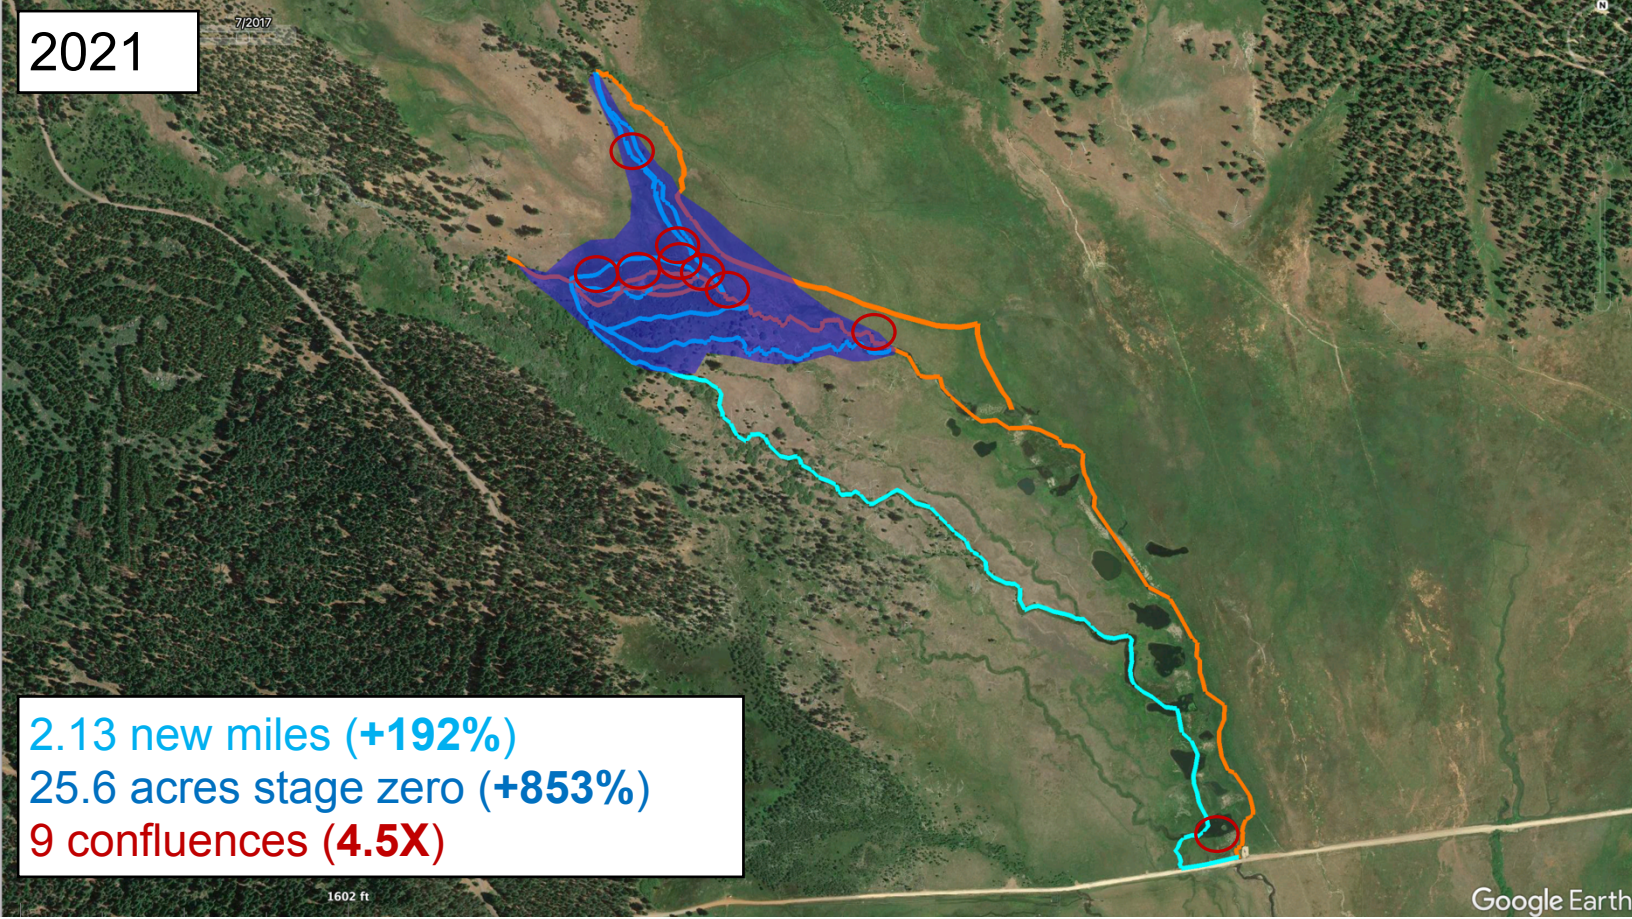 7/2017
2021
N
2.13 new miles (+192%)
25.6 acres stage zero (+853%)
9 confluences (4.5X)
1602 ft
Google Earth